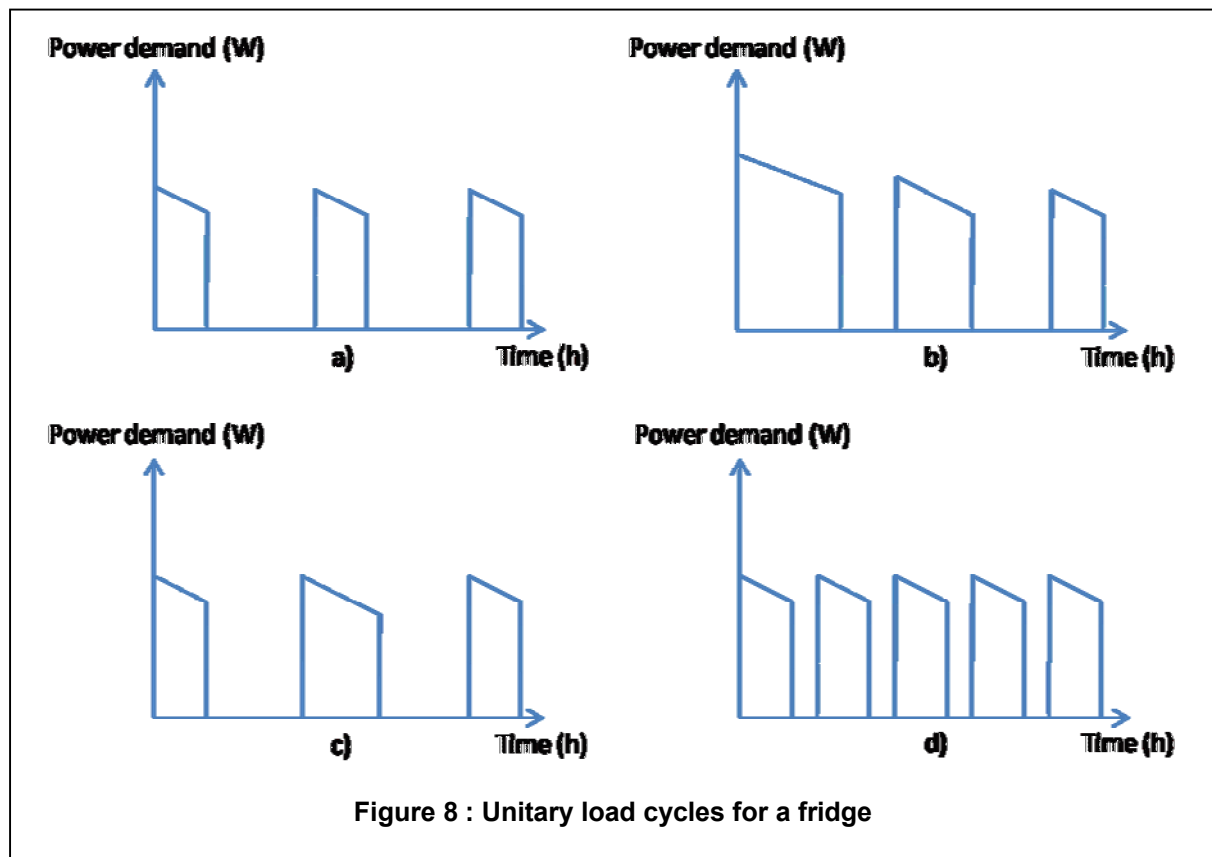 Power demand (W)
Power demand (W)
a)
Time (h)
b)
Time (h)
Power demand (W)
Power demand (W)
c)
Time (h)
d)
Time (h)
Figure 8 : Unitary load cycles for a fridge